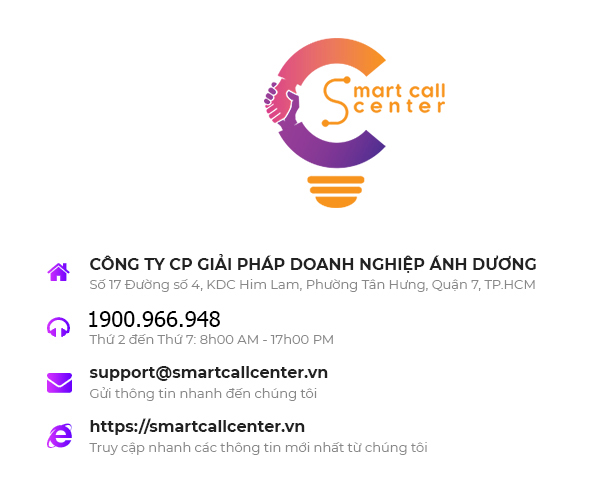 Smart call
center
CÔNG TY CP GIẢI PHÁP DOANH NGHIỆP ÁNH DƯƠNG
Số 17 Đường số 4, KDC Him Lam, Phường Tân Hưng, Quận 7, TP.HCM
1900.966.948
Thứ 2 đến Thứ 7: 8h00 AM - 17h00 PM
support@smartcallcenter.vn
Gửi thông tin nhanh đến chúng tôi
https://smartcallcenter.vn
Truy cập nhanh các thông tin mới nhất từ chúng tôi